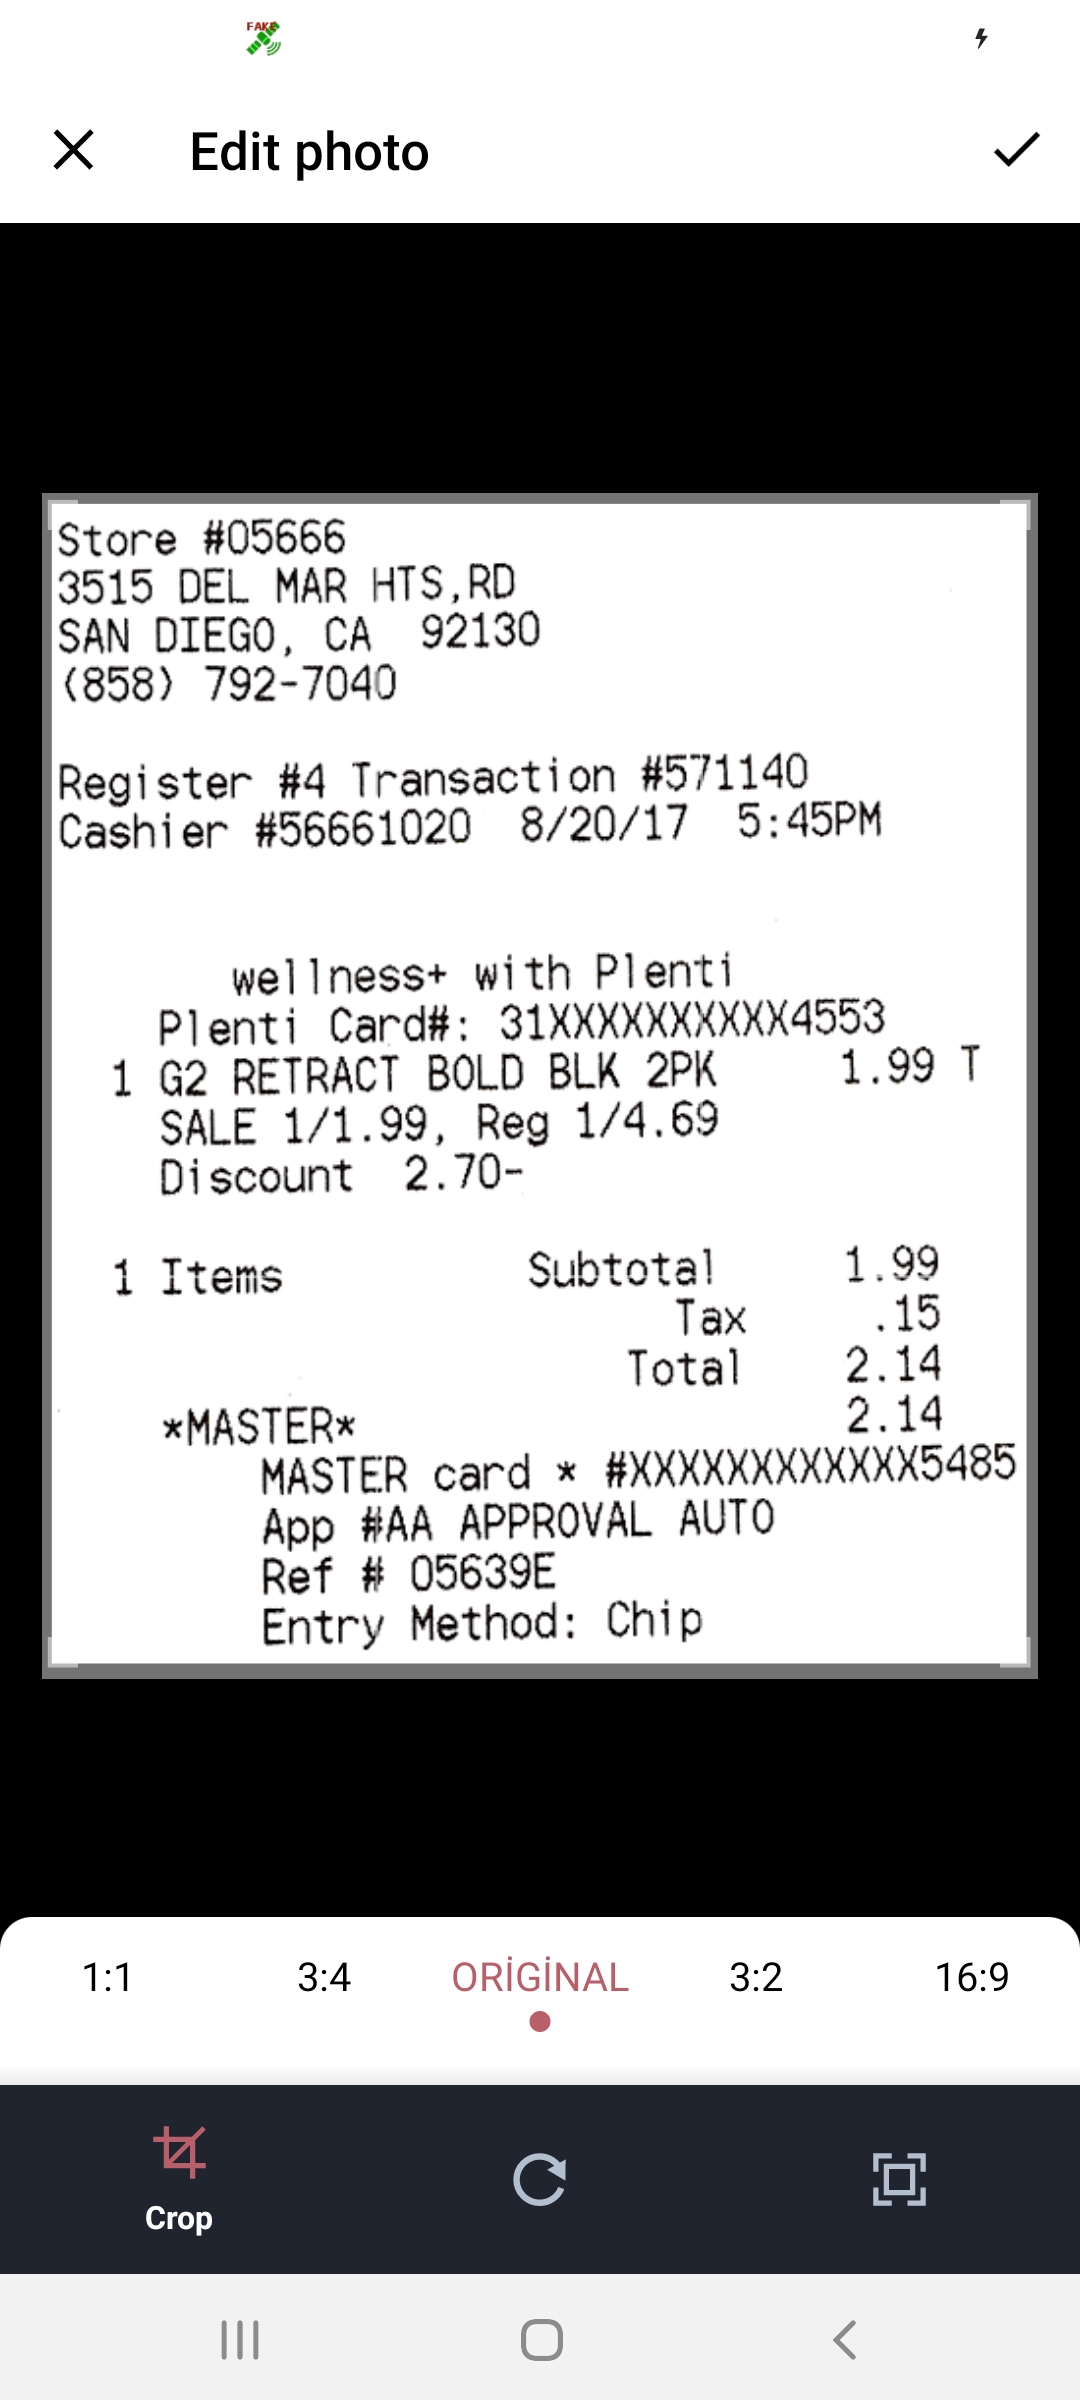 FAKE
Edit photo
Store #05666
3515 DEL MAR HTS,RD
SAN DIEGO, CA 92130
(858) 792-7040
Register #4 Transaction #571140
Cashier #56661020 8/20/17 5:45PM
wellness+ with Plenti
Plenti Card#: 31XXXXXXXXXX4553
1 G2 RETRACT BOLD BLK 2PK 1.99 T
SALE 1/1.99, Reg 1/4.69
Discount 2.70-
1 Items Subtotal 1.99
Tax .15
Total 2.14
*MASTER* 2.14
MASTER card * #XXXXXXXXXXXX5485
App #AA APPROVAL AUTO
Ref # 05639E
Entry Method: Chip
1:1 3:4 ORİGİNAL 3:2 16:9
Crop